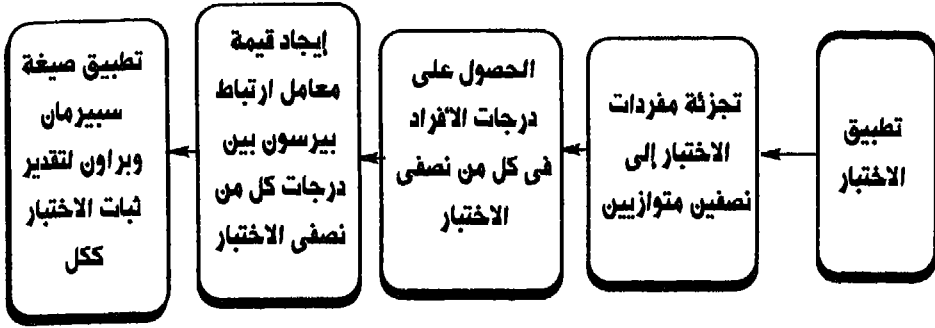 تطبيق
الاختبار
تجزئة مفردات
الاختبار إلى
نصفين متوازيين
الحصول على
درجات الأفراد
فى كل من نصفى
الاختبار
إيجاد قيمة
معامل ارتباط
بيرسون بين
درجات كل من
نصفى الاختبار
تطبيق صيغة
سبيرمان
وبراون لتقدير
ثبات الاختبار
ككل